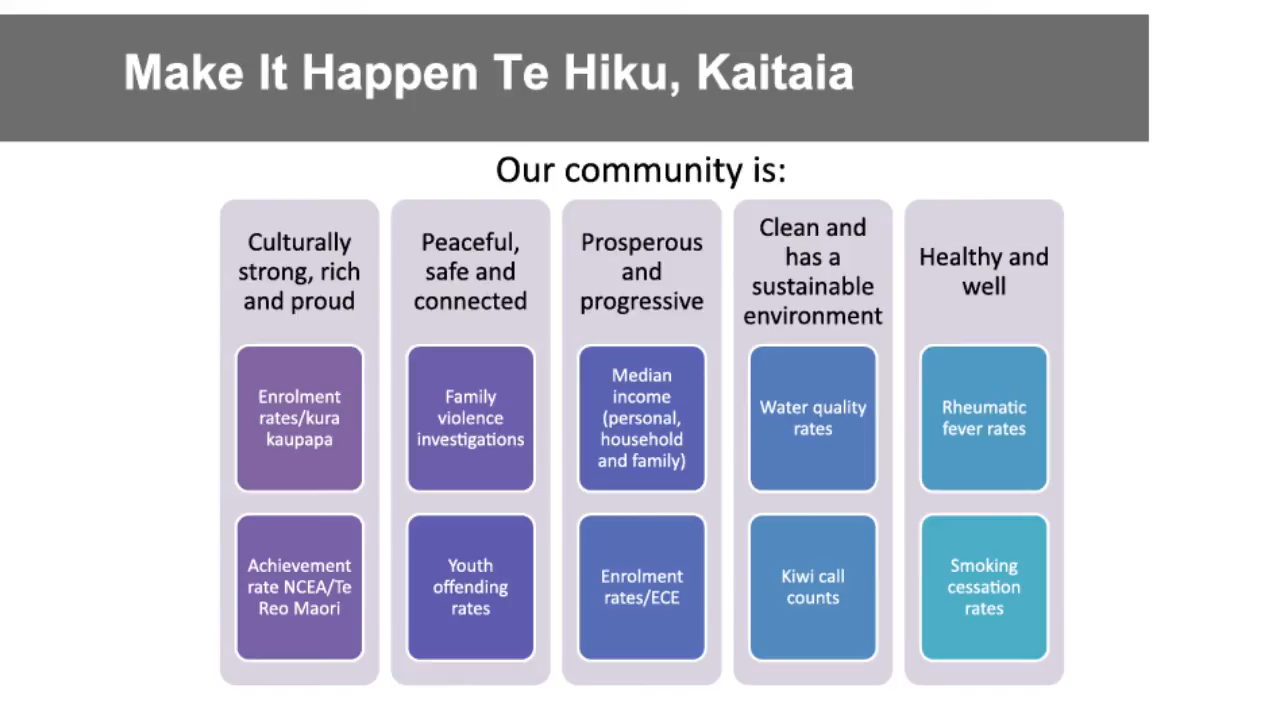 Make It Happen Te Hiku, Kaitaia
Our community is:
Culturally
strong, rich
and proud
Enrolment
rates/kura
kaupapa
Achievement
rate NCEA/Te
Reo Maori
Peaceful,
safe and
connected
Family
violence
investigations
Youth
offending
rates
Prosperous
and
progressive
Median
income
(personal,
household
and family)
Enrolment
rates/ECE
Clean and
has a
sustainable
environment
Water quality
rates
Kiwi call
counts
Healthy and
well
Rheumatic
fever rates
Smoking
cessation
rates